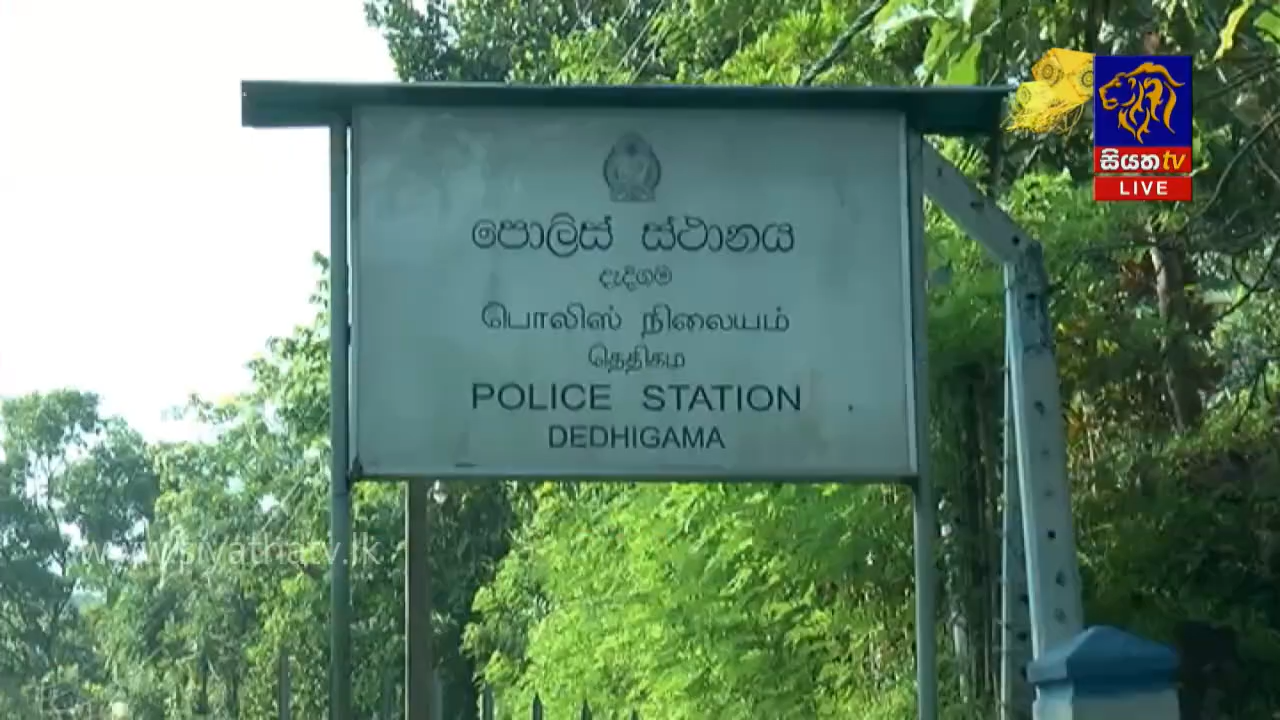 සියත tv
LIVE
පොලිස් ස්ථානය
දැදිගම
பொலிஸ் நிலையம்
தெதிகம
POLICE STATION
DEDHIGAMA
www.siyathatv.lk